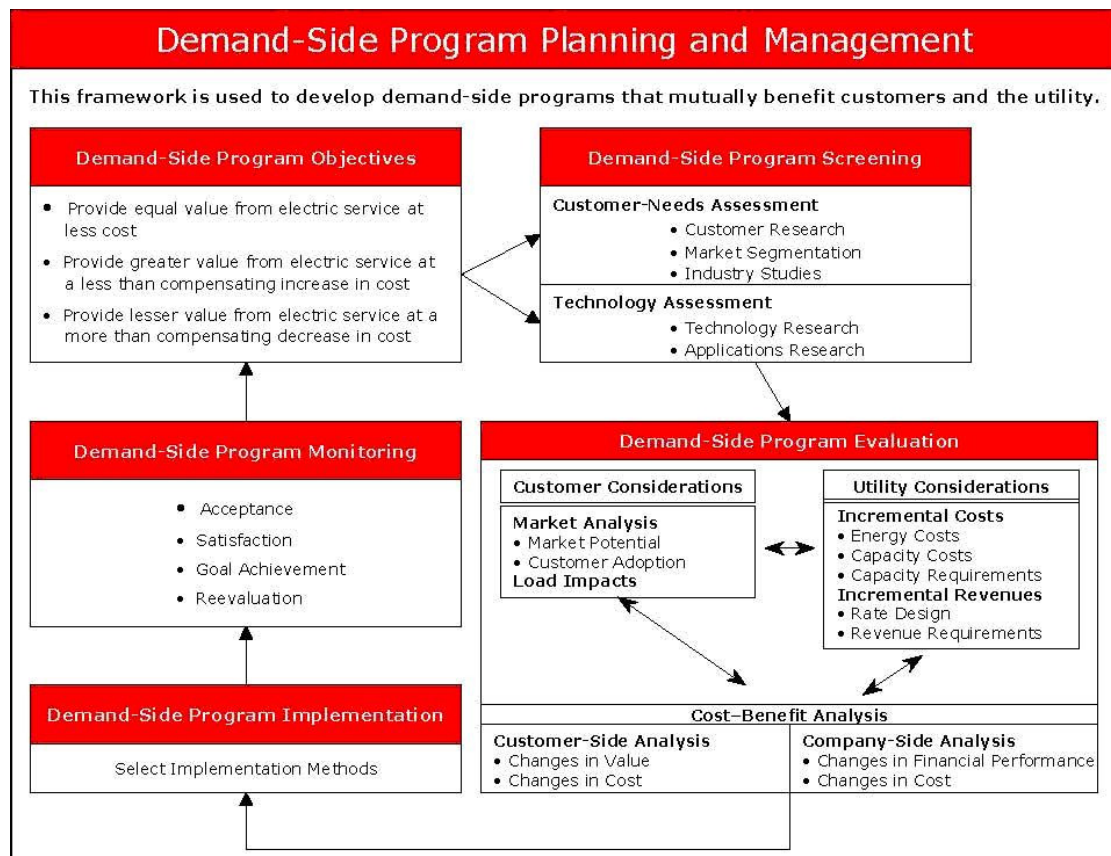 Demand-Side Program Planning and Management
This framework is used to develop demand-side programs that mutually benefit customers and the utility.
Demand-Side Program Objectives
• Provide equal value from electric service at
less cost
• Provide greater value from electric service at
a less than compensating increase in cost
• Provide lesser value from electric service at a
more than compensating decrease in cost
Demand-Side Program Screening
Customer-Needs Assessment
• Customer Research
• Market Segmentation
• Industry Studies
Technology Assessment
• Technology Research
• Applications Research
Demand-Side Program Monitoring
• Acceptance
• Satisfaction
• Goal Achievement
• Reevaluation
Demand-Side Program Evaluation
Customer Considerations
Market Analysis
• Market Potential
• Customer Adoption
Load Impacts
Utility Considerations
Incremental Costs
• Energy Costs
• Capacity Costs
• Capacity Requirements
Incremental Revenues
• Rate Design
• Revenue Requirements
Cost–Benefit Analysis
Customer-Side Analysis
• Changes in Value
• Changes in Cost
Company-Side Analysis
• Changes in Financial Performance
• Changes in Cost
Demand-Side Program Implementation
Select Implementation Methods